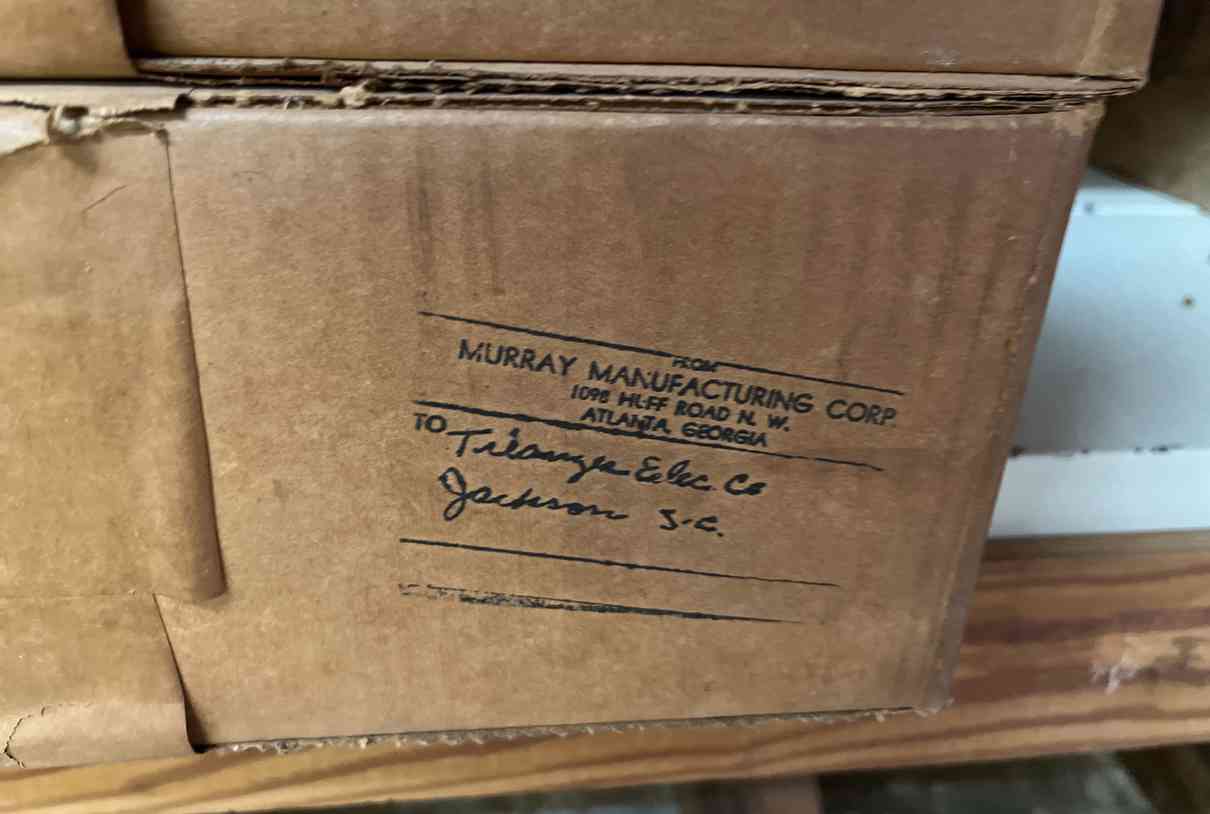 FROM
MURRAY MANUFACTURING CORP.
1098 HUFF ROAD N. W.
ATLANTA, GEORGIA
TO
Elec. Co
Jackson S.C.